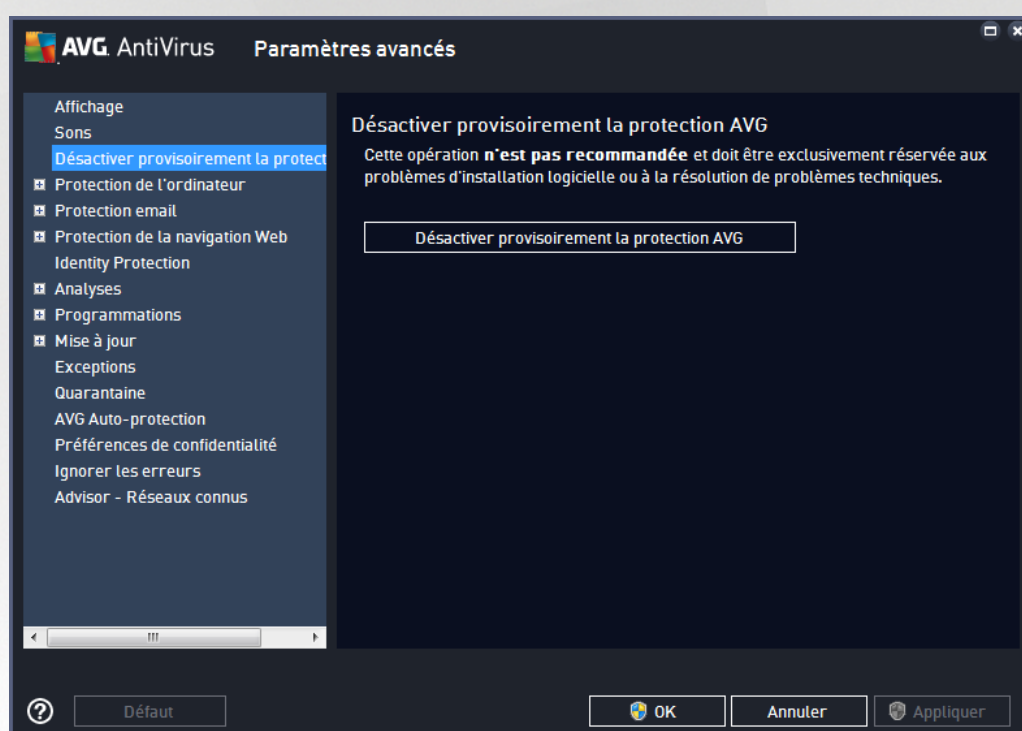 AVG. AntiVirus Paramètres avancés
Affichage
Sons
Désactiver provisoirement la protect
Protection de l'ordinateur
Protection email
Protection de la navigation Web
Identity Protection
Analyses
Programmations
Mise à jour
Exceptions
Quarantaine
AVG Auto-protection
Préférences de confidentialité
Ignorer les erreurs
Advisor - Réseaux connus
Désactiver provisoirement la protection AVG
Cette opération n'est pas recommandée et doit être exclusivement réservée aux
problèmes d'installation logicielle ou à la résolution de problèmes techniques.
Désactiver provisoirement la protection AVG
? Défaut OK Annuler Appliquer